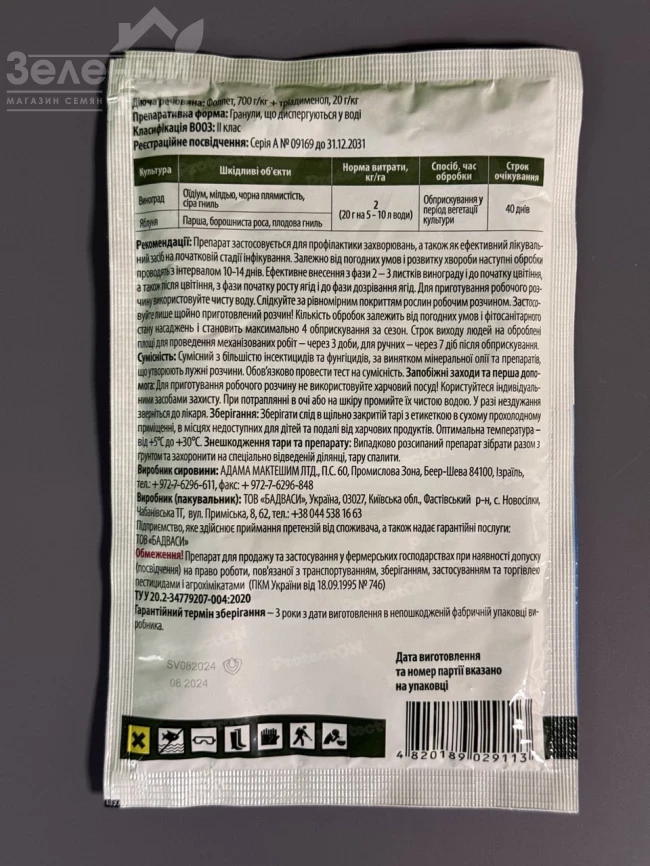 Зеле
МАГАЗИН СЕМЯН
Діюча речовина: Фолпет, 700 г/кг + тріадименол, 20 г/кг
Препаративна форма: Гранули, що диспергуються у воді
Класифікація ВООЗ: ІІ клас
Реєстраційне посвідчення: Серія А № 09169 до 31.12.2031
Культура Шкідливі об'єкти Норма витрати, кг/га Спосіб, час обробки Строк очікування
Виноград Оїдіум, мілдью, чорна плямистість, сіра гниль 2 (20 г на 5 - 10 л води) Обприскування у період вегетації культури 40 днів
Яблуня Парша, борошниста роса, плодова гниль
Рекомендації: Препарат застосовується для профілактики захворювань, а також як ефективний лікуваль-
ний засіб на початковій стадії інфікування. Залежно від погодних умов і розвитку хвороби наступні обробки
проводять з інтервалом 10–14 днів. Ефективне внесення з фази 2 – 3 листків винограду і до початку цвітіння,
а також після цвітіння, з фази початку росту ягід і до фази дозрівання ягід. Для приготування робочого роз-
чину використовуйте чисту воду. Слідкуйте за рівномірним покриттям рослин робочим розчином. Застосо-
вуйте лише щойно приготовлений розчин! Кількість обробок залежить від погодних умов і фітосанітарного
стану насаджень і становить максимально 4 обприскування за сезон. Строк виходу людей на оброблені
площі для проведення механізованих робіт – через 3 доби, для ручних – через 7 діб після обприскування.
Сумісність: Сумісний з більшістю інсектицидів та фунгіцидів, за винятком мінеральної олії та препаратів,
що утворюють лужні розчини. Обов'язково провести тест на сумісність. Запобіжні заходи та перша допо-
мога: Для приготування робочого розчину не використовуйте харчовий посуд! Користуйтеся індивідуаль-
ними засобами захисту. При потраплянні в очі або на шкіру промийте їх чистою водою. У разі нездужання
зверніться до лікаря. Зберігання: Зберігати слід в щільно закритій тарі з етикеткою в сухому прохолодному
приміщенні, в місцях недоступних для дітей та подалі від харчових продуктів. Оптимальна температура –
від +5°С до +30°С. Знешкодження тари та препарату: Випадково розсипаний препарат зібрати разом з
ґрунтом та захоронити на спеціально відведеній ділянці, тару спалити.
Виробник сировини: АДАМА МАКТЕШИМ ЛТД., П.С. 60, Промислова Зона, Беер-Шева 84100, Ізраїль,
тел.: + 972-7-6296-611, факс: + 972-7-6296-848
Виробник (пакувальник): ТОВ «БАДВАСИ», Україна, 03027, Київська обл., Фастівський р-н, с. Новосілки,
Чабанівська ТГ, вул. Приміська, 8, 62, тел.: +38 044 538 16 63
Підприємство, яке здійснює приймання претензій від споживача, а також надає гарантійні послуги:
ТОВ «БАДВАСИ»
Обмеження! Препарат для продажу та застосування у фермерських господарствах при наявності допуску
(посвідчення) на право роботи, пов'язаної з транспортуванням, зберіганням, застосуванням та торгівлею
пестицидами і агрохімікатами (ПКМ України від 18.09.1995 № 746)
ТУ У 20.2-34779207-004:2020
Гарантійний термін зберігання – 3 роки з дати виготовлення в непошкодженій фабричній упаковці ви-
робника.
SV082024
08.2024
Дата виготовлення
та номер партії вказано
на упаковці
4 820189 029113